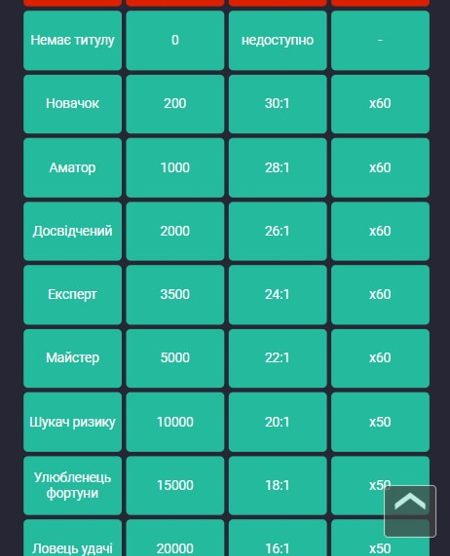 Немає титулу 0 недоступно -
Новачок 200 30:1 x60
Аматор 1000 28:1 x60
Досвідчений 2000 26:1 x60
Експерт 3500 24:1 x60
Майстер 5000 22:1 x60
Шукач ризику 10000 20:1 x50
Улюбленець
фортуни 15000 18:1 x50
Ловець удачі 20000 16:1 x50